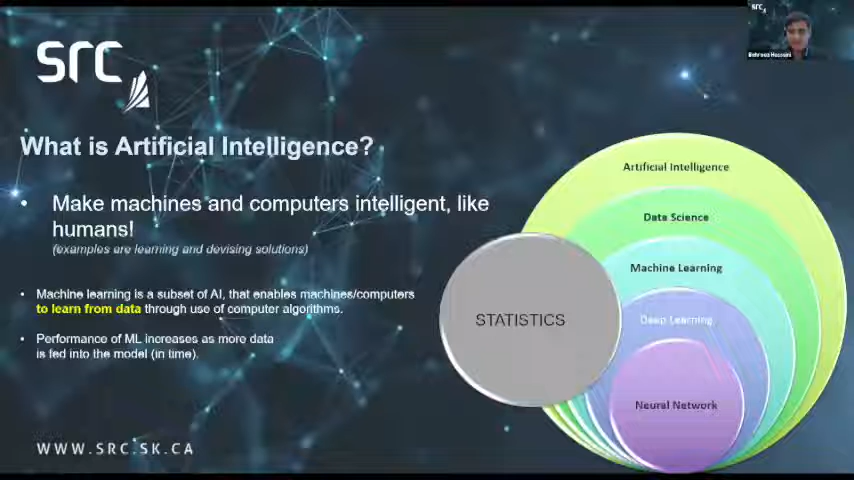 src
src
Behrooz Hassani
What is Artificial Intelligence?
• Make machines and computers intelligent, like
humans!
(examples are learning and devising solutions)
• Machine learning is a subset of AI, that enables machines/computers
to learn from data through use of computer algorithms.
• Performance of ML increases as more data
is fed into the model (in time).
Artificial Intelligence
Data Science
Machine Learning
Deep Learning
Neural Network
STATISTICS
WWW.SRC.SK.CA